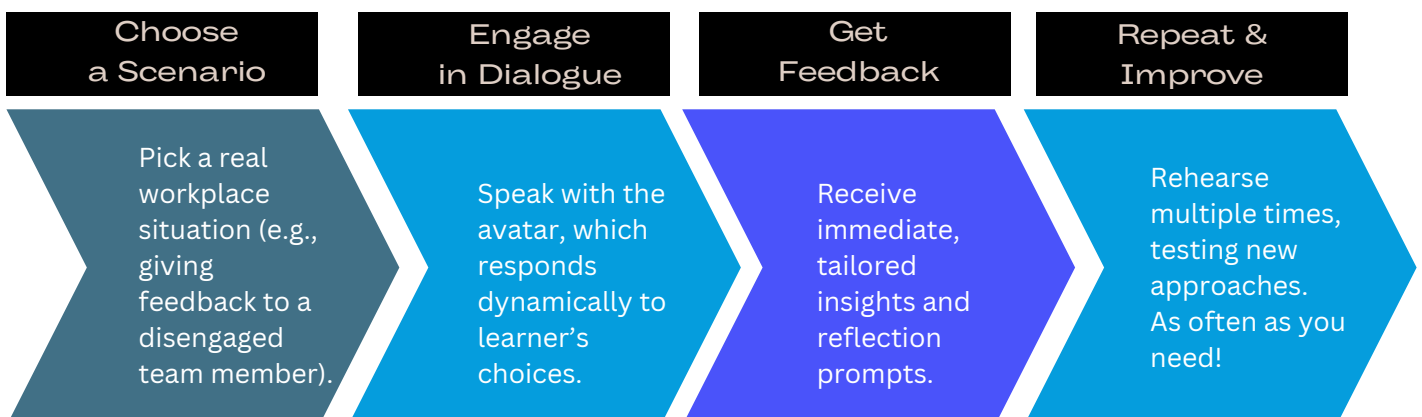 Choose
a Scenario
Pick a real
workplace
situation (e.g.,
giving
feedback to a
disengaged
team member).
Engage
in Dialogue
Speak with the
avatar, which
responds
dynamically to
learner’s
choices.
Get
Feedback
Receive
immediate,
tailored
insights and
reflection
prompts.
Repeat &
Improve
Rehearse
multiple times,
testing new
approaches.
As often as you
need!